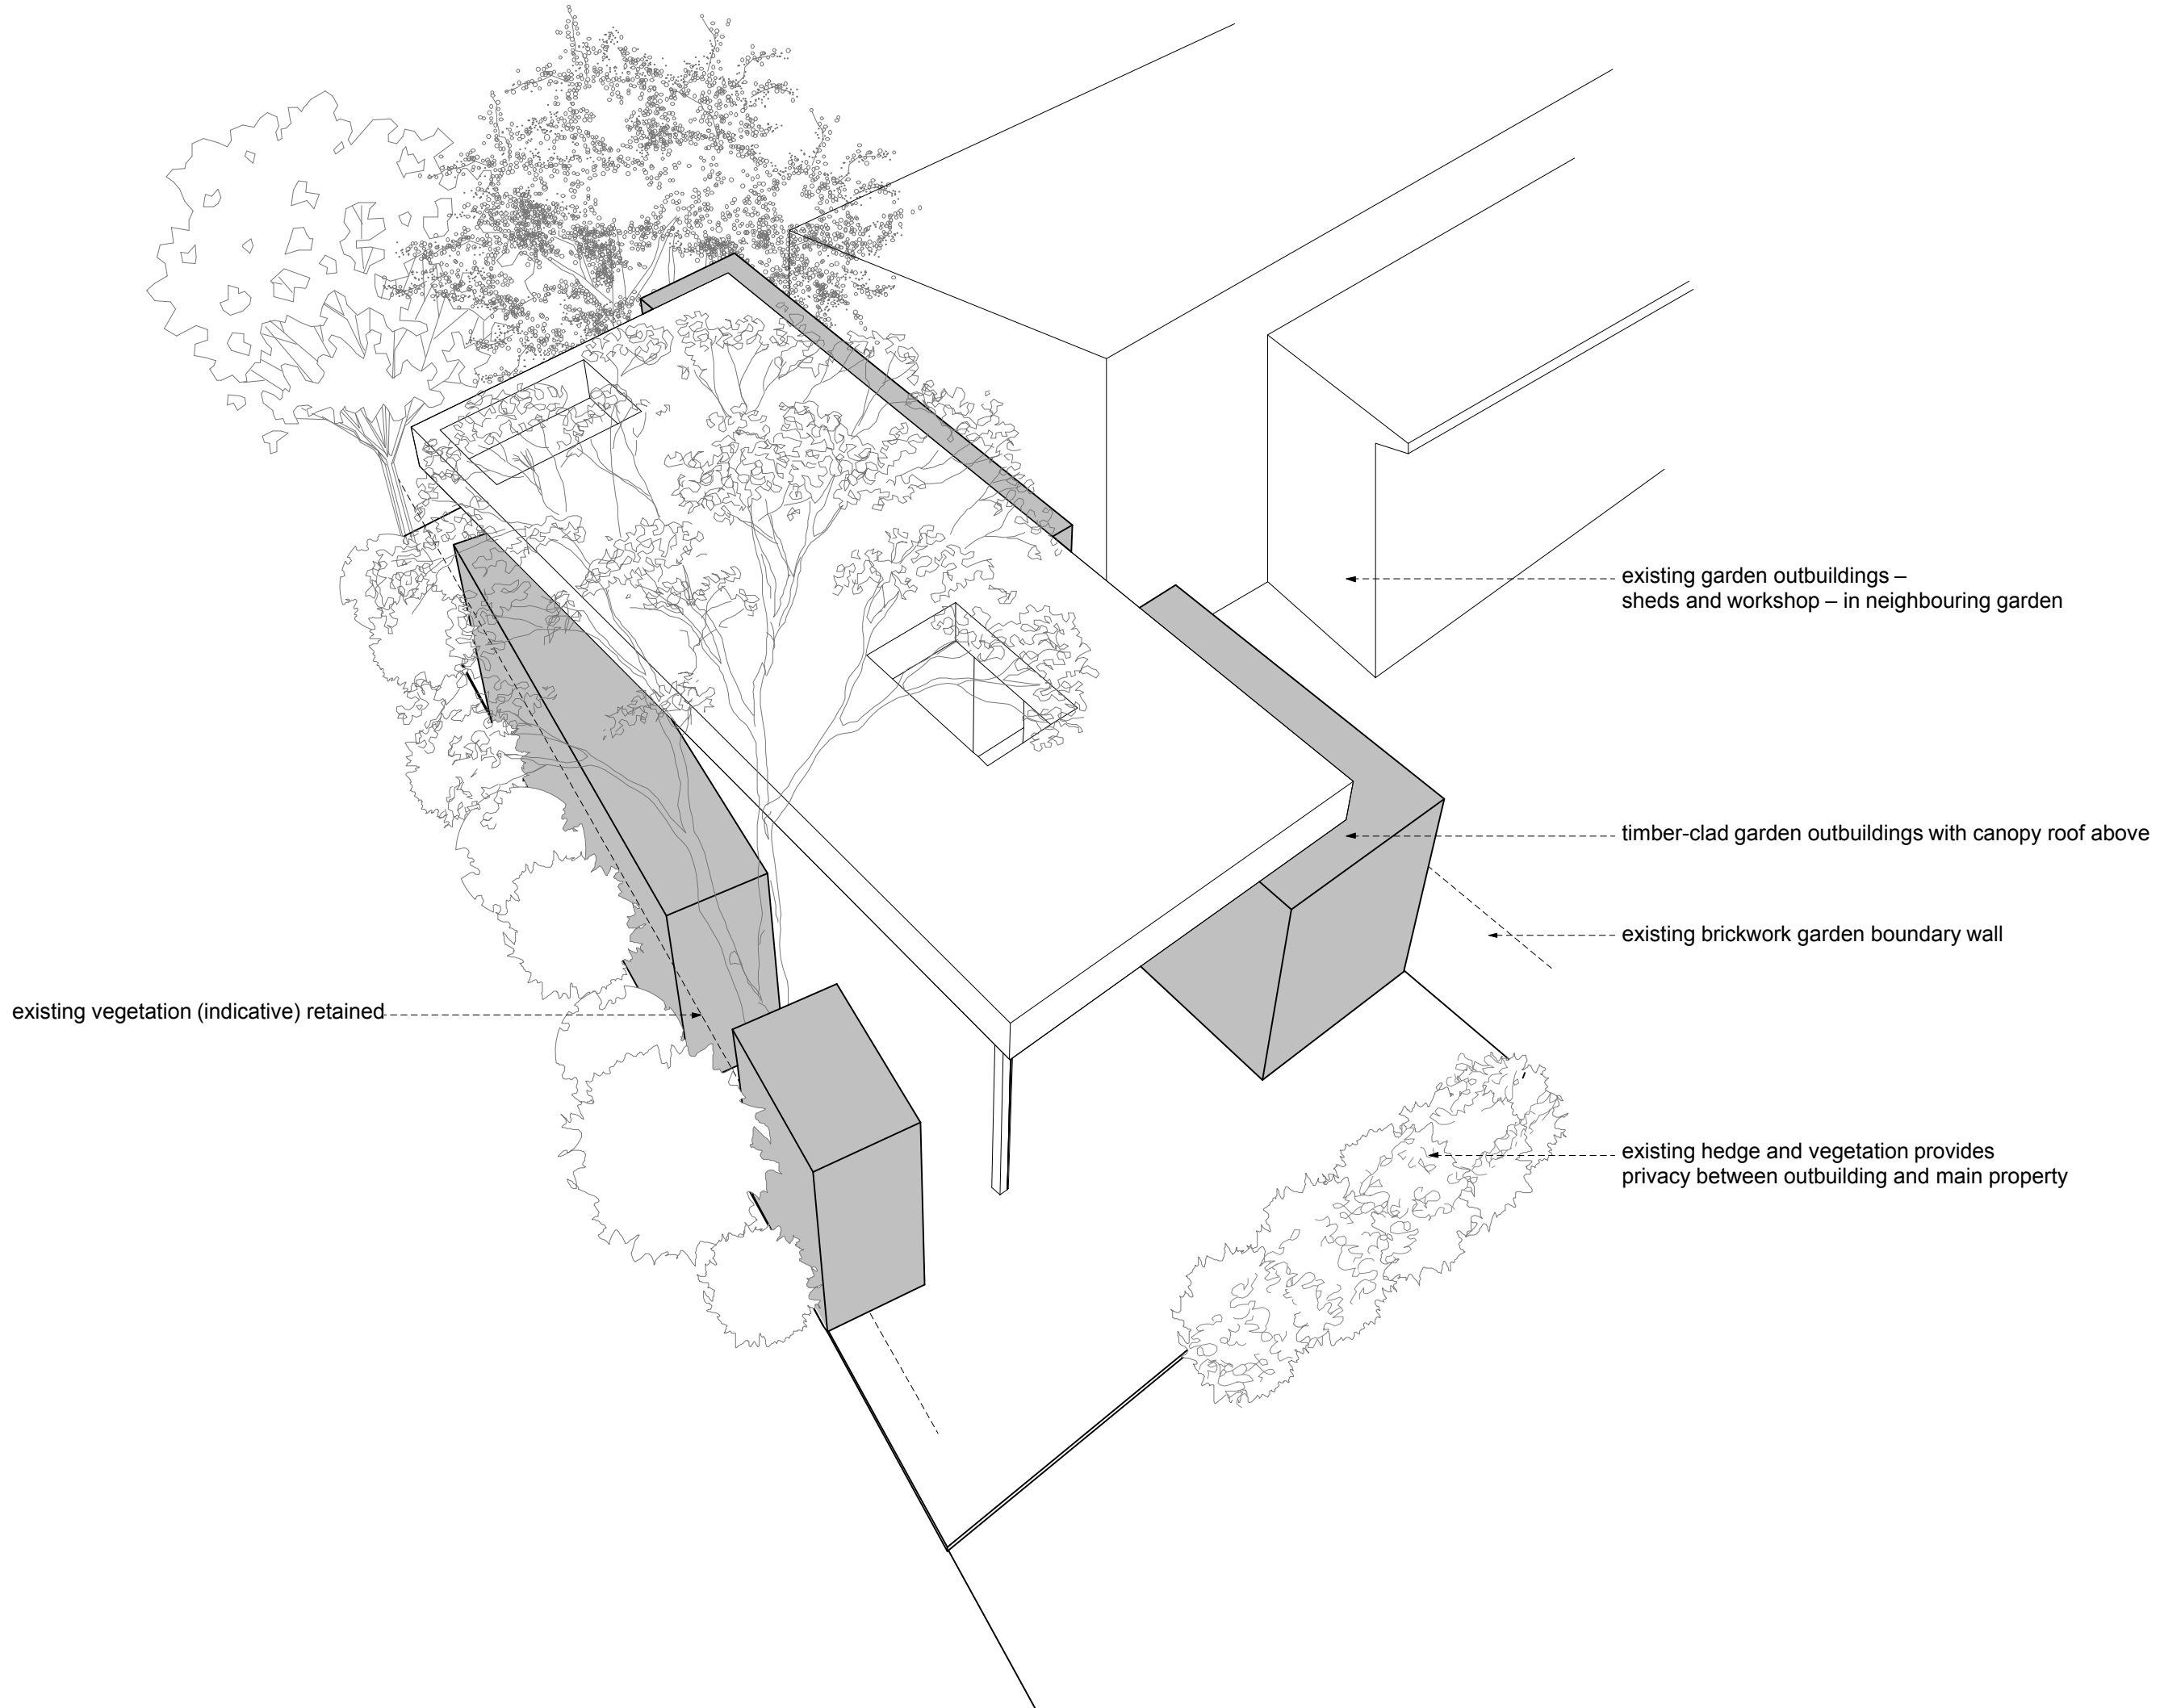 existing garden outbuildings –
sheds and workshop – in neighbouring garden
timber-clad garden outbuildings with canopy roof above
existing brickwork garden boundary wall
existing vegetation (indicative) retained
existing hedge and vegetation provides
privacy between outbuilding and main property